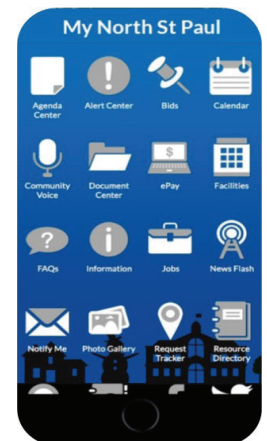 My North St Paul
Agenda
Center
Alert Center
Bids
Calendar
$
Community
Voice
Document
Center
ePay
Facilities
?
FAQs
i
Information
Jobs
News Flash
Notify Me
Photo Gallery
Request
Tracker
Resource
Directory